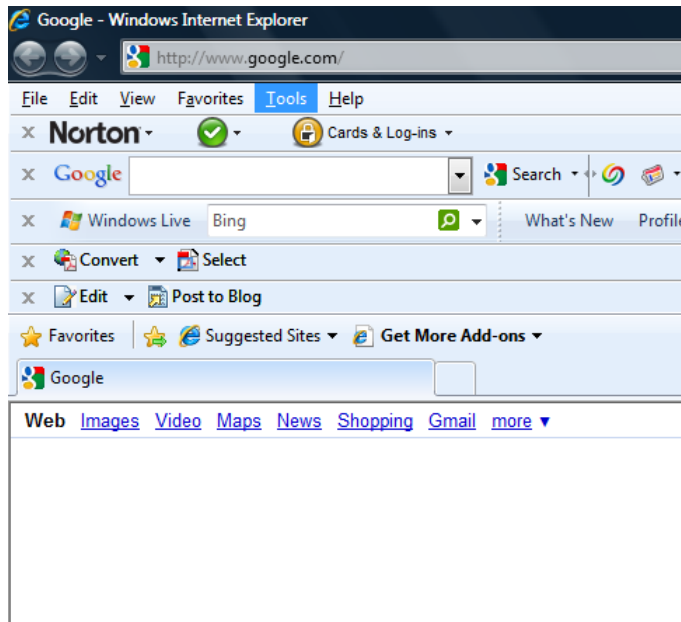 Google - Windows Internet Explorer
http://www.google.com/
File Edit View Favorites Tools Help
x Norton Cards & Log-ins
x Google Search
x Windows Live Bing What's New Profile
x Convert Select
x Edit Post to Blog
Favorites Suggested Sites Get More Add-ons
Google
Web Images Video Maps News Shopping Gmail more ▼